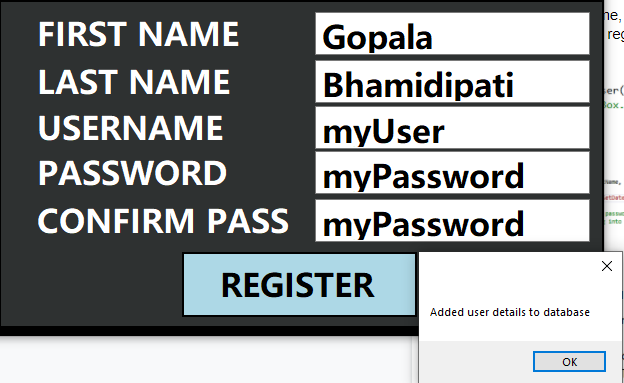 FIRST NAME Gopala
LAST NAME Bhamidipati
USERNAME myUser
PASSWORD myPassword
CONFIRM PASS myPassword
REGISTER
Added user details to database
OK